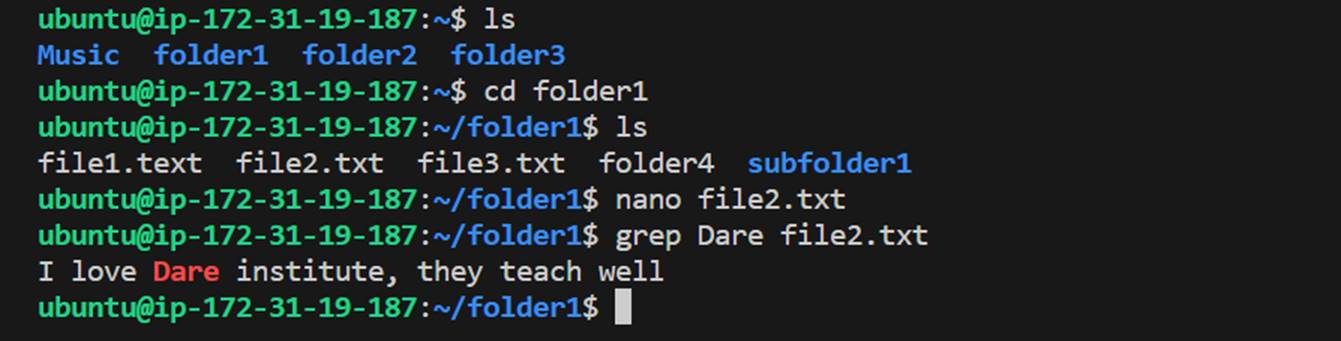 ubuntu@ip-172-31-19-187:~$ ls
Music  folder1  folder2  folder3
ubuntu@ip-172-31-19-187:~$ cd folder1
ubuntu@ip-172-31-19-187:~/folder1$ ls
file1.text  file2.txt  file3.txt  folder4  subfolder1
ubuntu@ip-172-31-19-187:~/folder1$ nano file2.txt
ubuntu@ip-172-31-19-187:~/folder1$ grep Dare file2.txt
I love Dare institute, they teach well
ubuntu@ip-172-31-19-187:~/folder1$